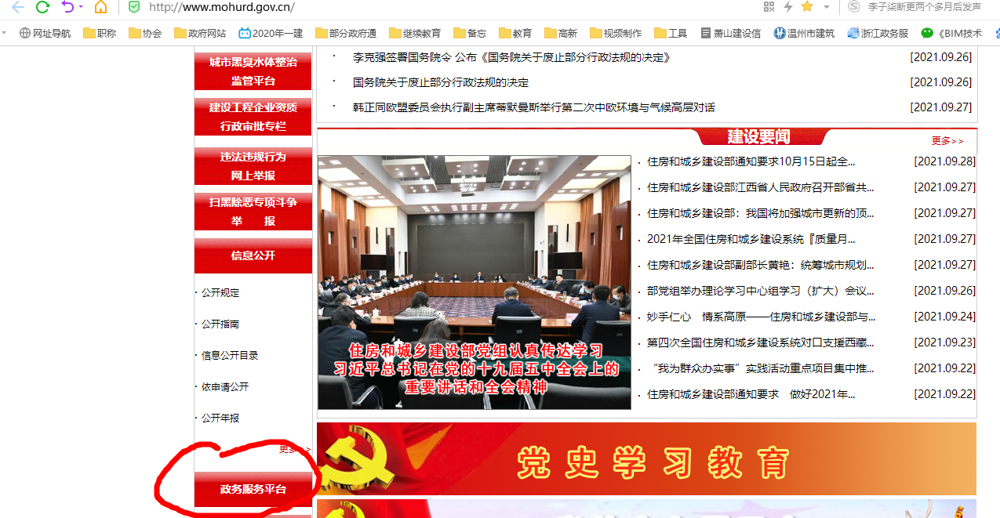 http://www.mohurd.gov.cn/
李子柒断更两个多月后发声
网址导航 职称 协会 政府网站 2020年一建 部分政府通 继续教育 备忘 教育 高新 视频制作 工具 萧山建设信 温州市建筑 浙江政务服 《BIM技术
城市黑臭水体整治
监管平台
建设工程企业资质
行政审批专栏
违法违规行为
网上举报
扫黑除恶专项斗争
举 报
信息公开
· 公开规定
· 公开指南
· 信息公开目录
· 依申请公开
· 公开年报
更多>>
政务服务平台
· 李克强签署国务院令 公布《国务院关于废止部分行政法规的决定》 [2021.09.26]
· 国务院关于废止部分行政法规的决定 [2021.09.26]
· 韩正同欧盟委员会执行副主席蒂默曼斯举行第二次中欧环境与气候高层对话 [2021.09.27]
建设要闻
更多>>
住房和城乡建设部党组认真传达学习
习近平总书记在党的十九届五中全会上的
重要讲话和全会精神
· 住房和城乡建设部通知要求10月15日起全... [2021.09.28]
· 住房和城乡建设部江西省人民政府召开部省共... [2021.09.27]
· 住房和城乡建设部：我国将加强城市更新的顶... [2021.09.27]
· 2021年全国住房和城乡建设系统『质量月... [2021.09.27]
· 住房和城乡建设部副部长黄艳：统筹城市规划... [2021.09.27]
· 部党组举办理论学习中心组学习（扩大）会议... [2021.09.26]
· 妙手仁心 情系高原——住房和城乡建设部与... [2021.09.24]
· 第四次全国住房和城乡建设系统对口支援西藏... [2021.09.23]
· “我为群众办实事”实践活动重点项目集中推... [2021.09.22]
· 住房和城乡建设部通知要求 做好2021年... [2021.09.22]
党史学习教育